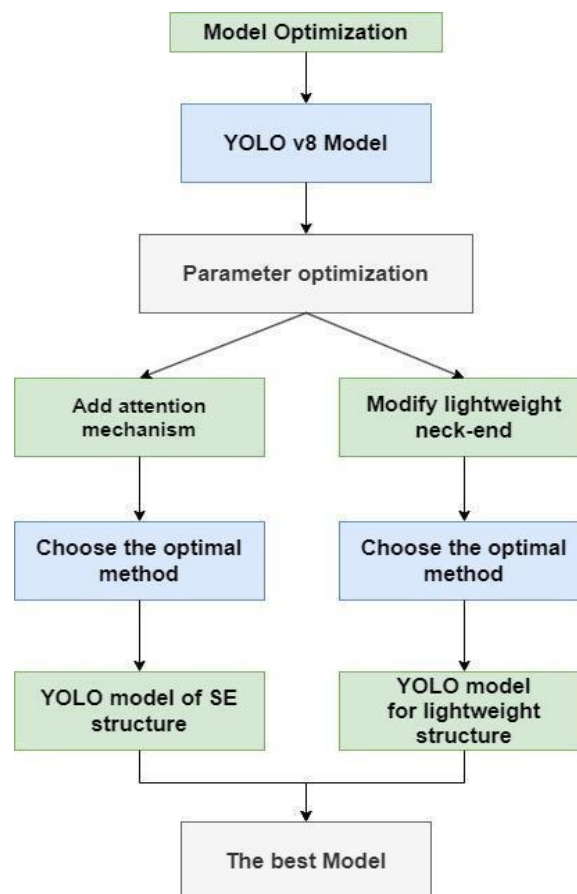 Model Optimization
YOLO v8 Model
Parameter optimization
Add attention
mechanism
Modify lightweight
neck-end
Choose the optimal
method
Choose the optimal
method
YOLO model of SE
structure
YOLO model
for lightweight
structure
The best Model